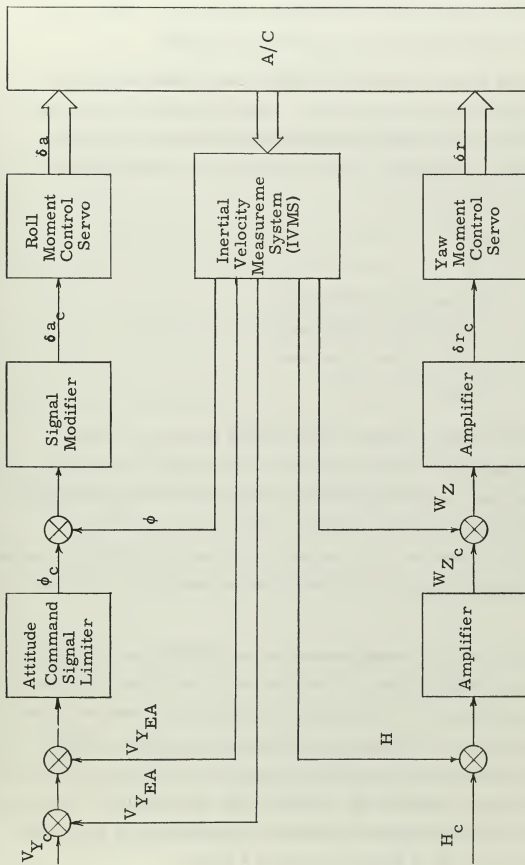 V_Y_c
V_Y_EA
V_Y_EA
Attitude
Command
Signal
Limiter
ϕ_c
ϕ
Signal
Modifier
δa_c
Roll
Moment
Control
Servo
δa
A/C
Inertial
Velocity
Measureme
System
(IVMS)
H_c
H
Amplifier
W_Z_c
W_Z
Amplifier
δr_c
Yaw
Moment
Control
Servo
δr